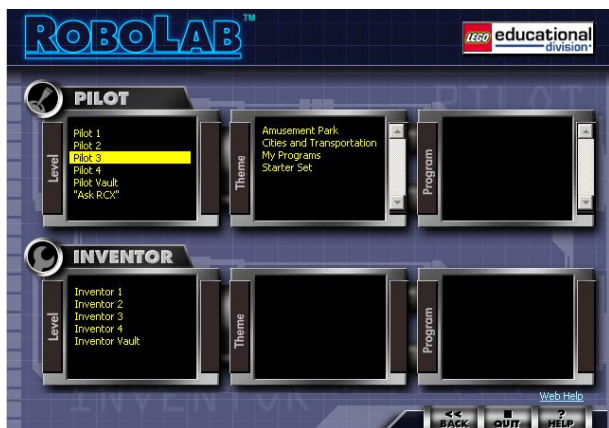 ROBOLAB™
LEGO educational
division
PILOT
Level
Pilot 1
Pilot 2
Pilot 3
Pilot 4
Pilot Vault
"Ask RCX"
Theme
Amusement Park
Cities and Transportation
My Programs
Starter Set
Program
PILOT
INVENTOR
Level
Inventor 1
Inventor 2
Inventor 3
Inventor 4
Inventor Vault
Theme
Program
Web Help
INVENTOR
<< BACK
QUIT
? HELP